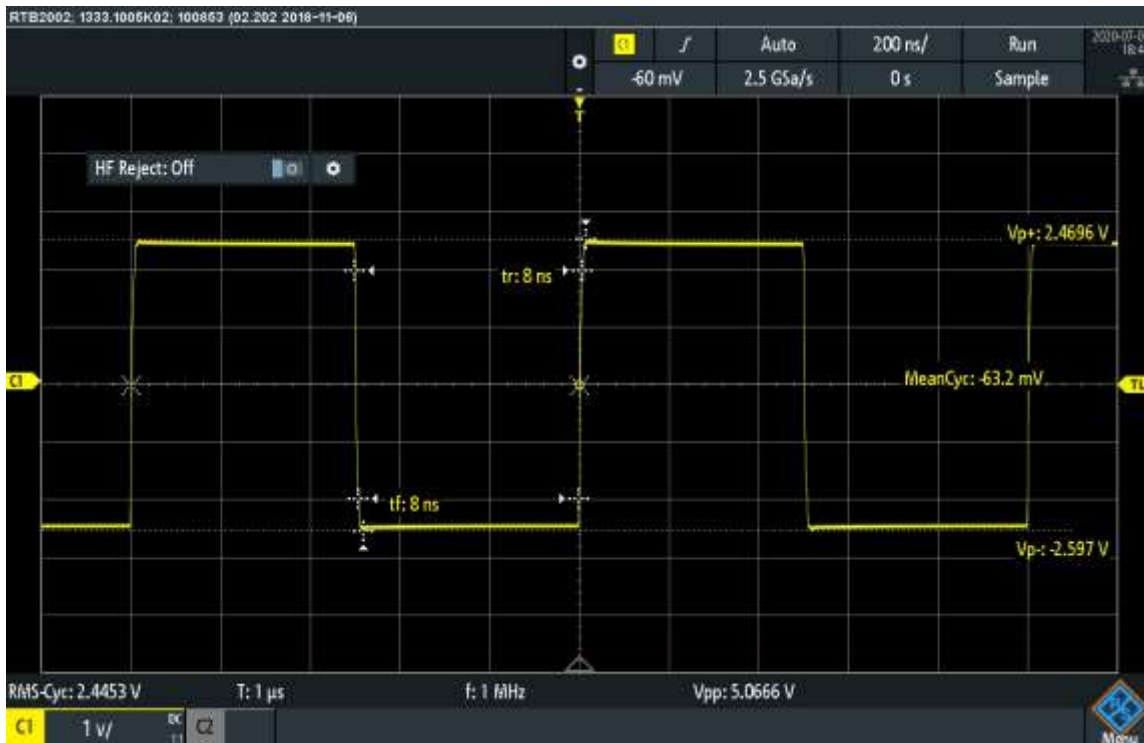 RTB2002; 1333.1005K02; 100863 (02.202 2018-11-06)
C1 Auto 200 ns/ Run
-60 mV 2.5 GSa/s 0 s Sample
T
HF Reject: Off
Vp+: 2.4696 V
tr: 8 ns
C1
MeanCyc: -63.2 mV
TL
tf: 8 ns
Vp-: -2.597 V
RMS-Cyc: 2.4453 V T: 1 µs f: 1 MHz Vpp: 5.0666 V
C1 1 V/ DC 1:1 C2
Menu